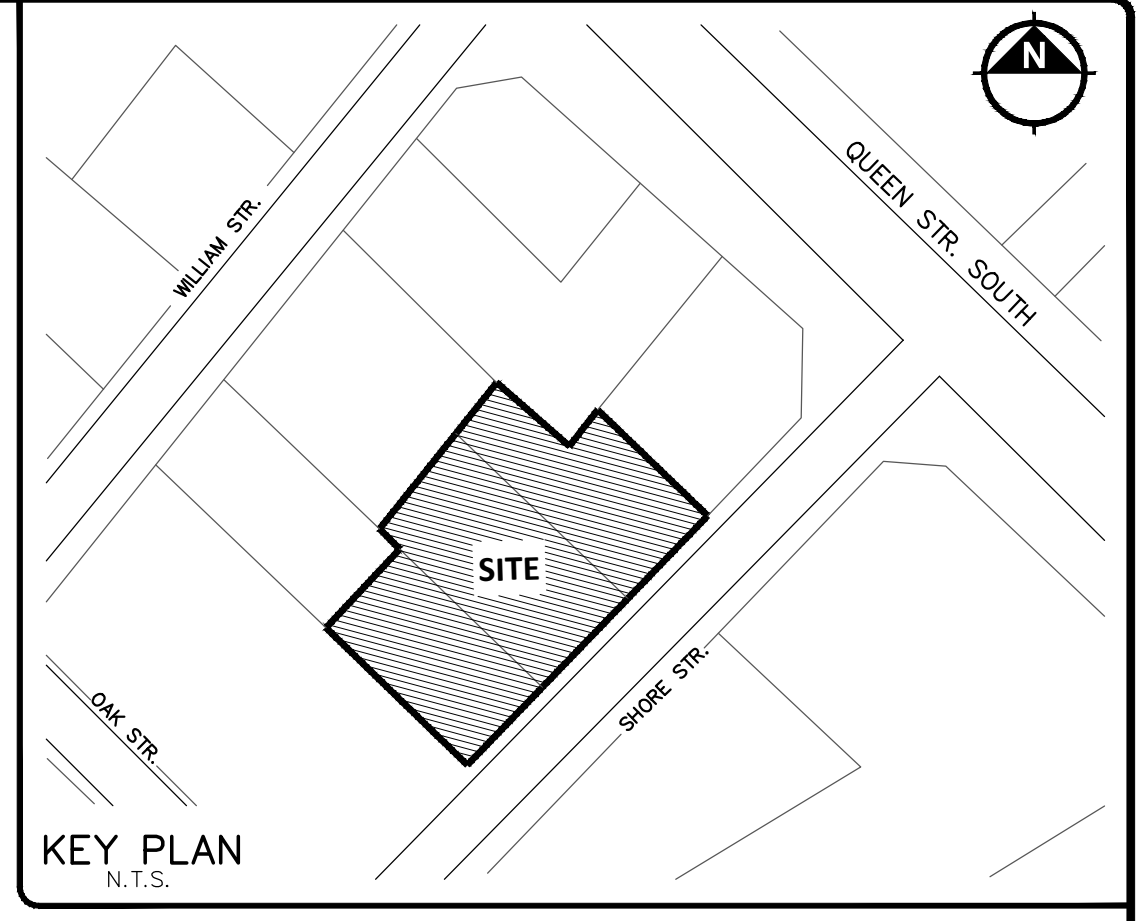 N
QUEEN STR. SOUTH
WILLIAM STR.
SITE
SHORE STR.
OAK STR.
KEY PLAN
N.T.S.